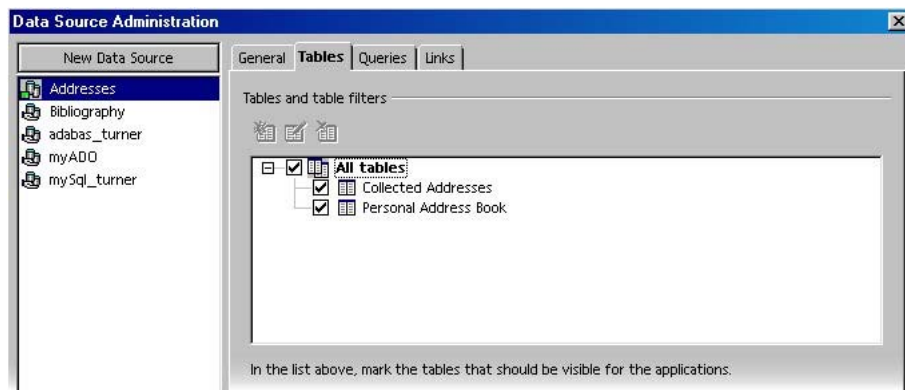 Data Source Administration
New Data Source
Addresses
Bibliography
adabas_turner
myADO
mySql_turner
General Tables Queries Links
Tables and table filters
All tables
Collected Addresses
Personal Address Book
In the list above, mark the tables that should be visible for the applications.